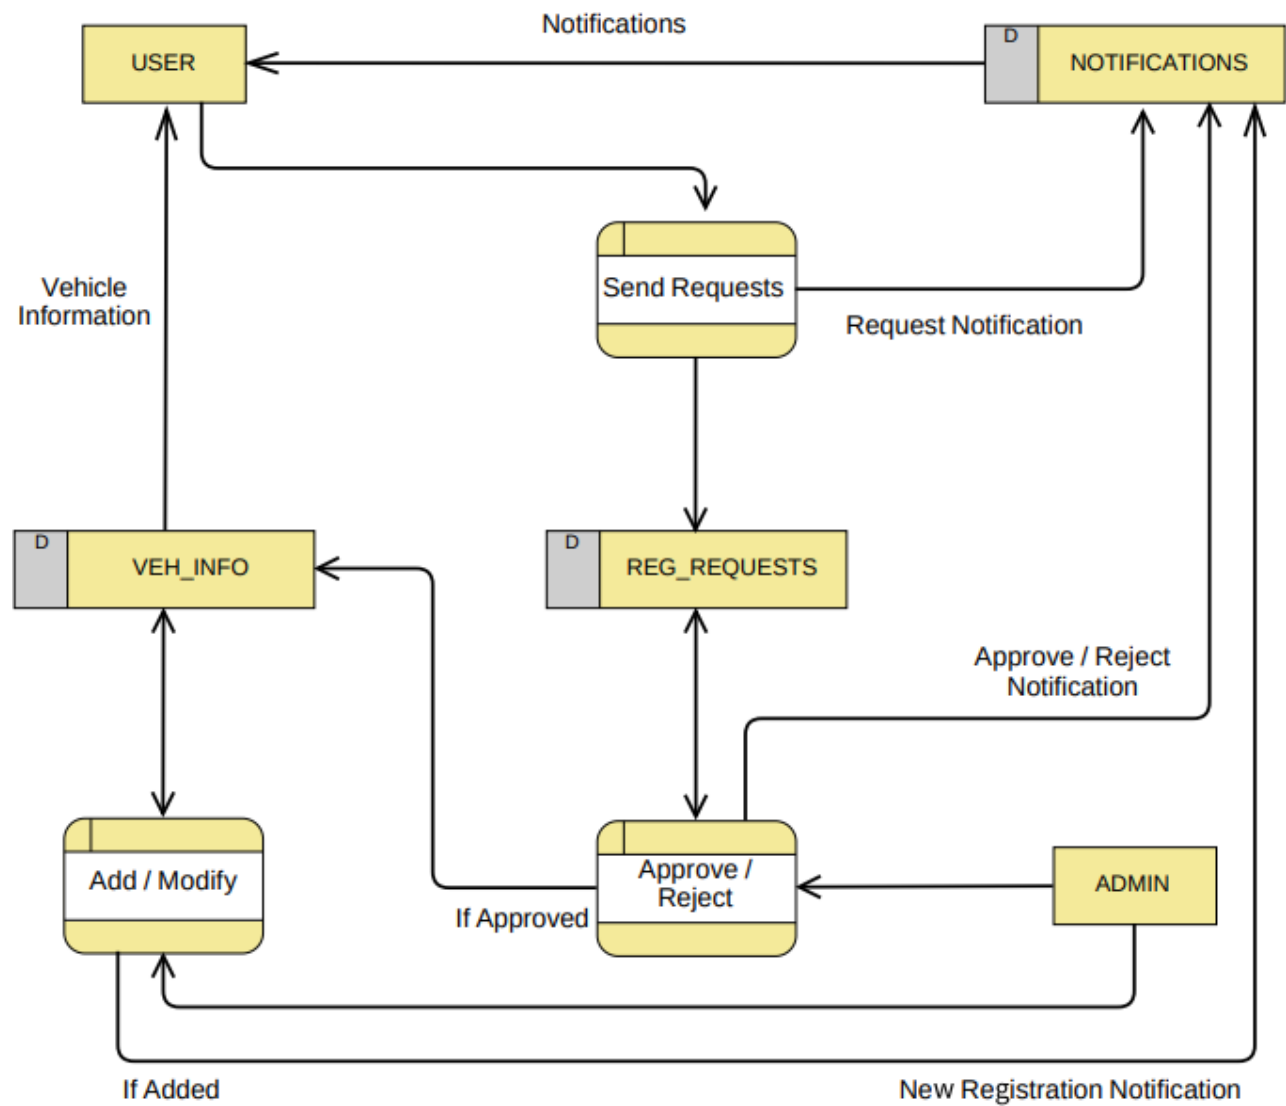 Notifications
USER
D
NOTIFICATIONS
Vehicle
Information
Send Requests
Request Notification
D
VEH_INFO
D
REG_REQUESTS
Approve / Reject
Notification
Add / Modify
Approve /
Reject
ADMIN
If Approved
If Added
New Registration Notification